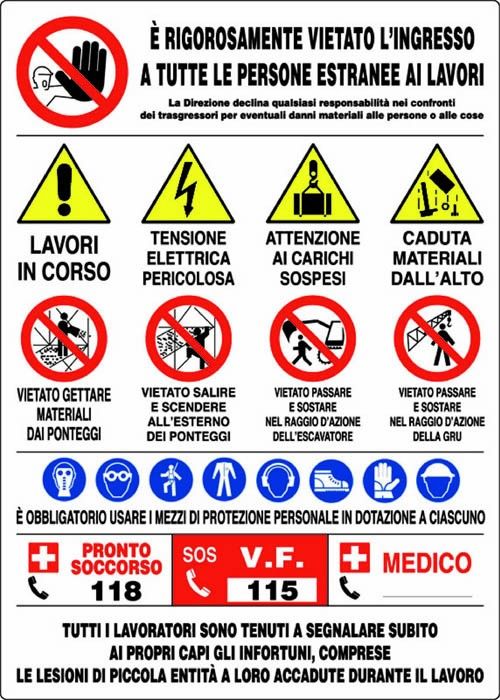 È RIGOROSAMENTE VIETATO L'INGRESSO
A TUTTE LE PERSONE ESTRANEE AI LAVORI
La Direzione declina qualsiasi responsabilità nei confronti
dei trasgressori per eventuali danni materiali alle persone o alle cose
LAVORI
IN CORSO
TENSIONE
ELETTRICA
PERICOLOSA
ATTENZIONE
AI CARICHI
SOSPESI
CADUTA
MATERIALI
DALL'ALTO
VIETATO GETTARE
MATERIALI
DAI PONTEGGI
VIETATO SALIRE
E SCENDERE
ALL'ESTERNO
DEI PONTEGGI
VIETATO PASSARE
E SOSTARE
NEL RAGGIO D'AZIONE
DELL'ESCAVATORE
VIETATO PASSARE
E SOSTARE
NEL RAGGIO D'AZIONE
DELLA GRU
È OBBLIGATORIO USARE I MEZZI DI PROTEZIONE PERSONALE IN DOTAZIONE A CIASCUNO
PRONTO
SOCCORSO
118
SOS V.F.
115
MEDICO
TUTTI I LAVORATORI SONO TENUTI A SEGNALARE SUBITO
AI PROPRI CAPI GLI INFORTUNI, COMPRESE
LE LESIONI DI PICCOLA ENTITÀ A LORO ACCADUTE DURANTE IL LAVORO